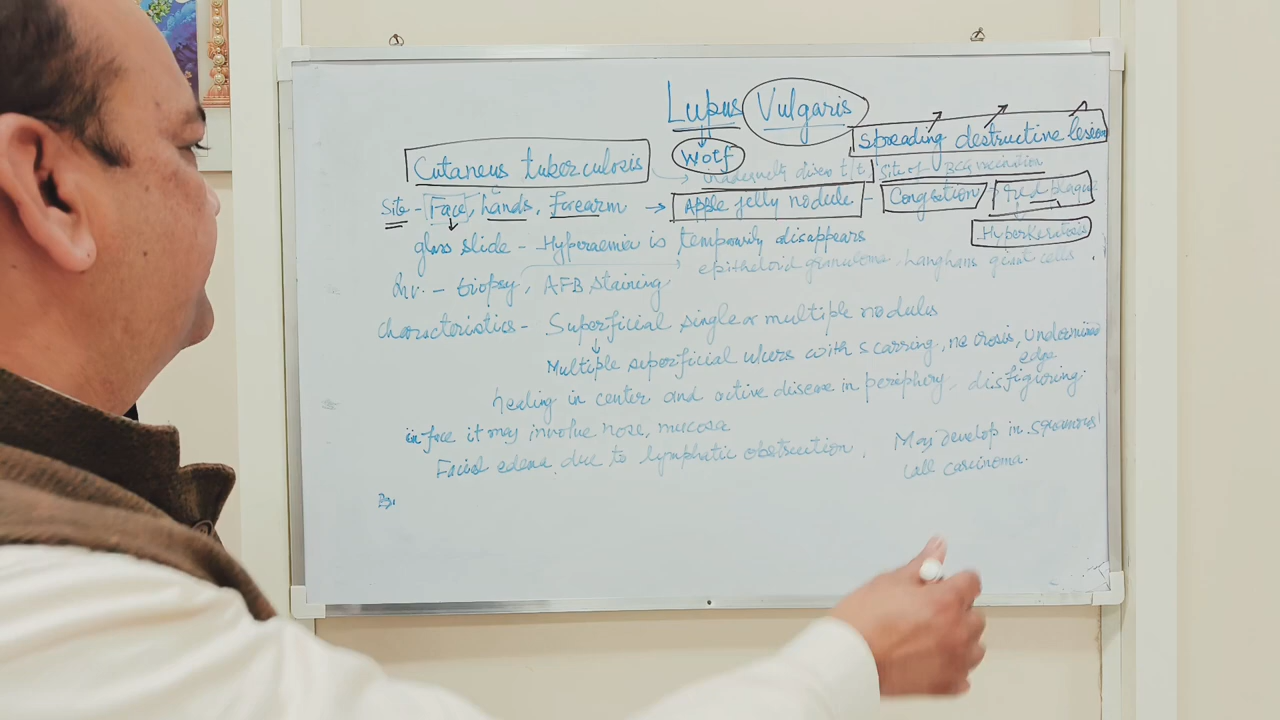 Lupus Vulgaris
Wolf
Spreading destructive lesion
Cutaneus tuberculosis
Site of BCG vaccination
Site - Face, hands, Forearm → Apple jelly nodule - Congestion - red plaque
Hyperkeratosis
glass slide - Hyperaemia is temporarily disappears
Inv. - biopsy, AFB staining
epitheloid granuloma, Langhans giant cells
Characteristics - Superficial single or multiple nodules
Multiple superficial ulcers with scarring, necrosis, undermined edge
healing in center and active disease in periphery, disfiguring
in face it may involve nose, mucosa
Facial edema due to lymphatic obstruction,
May develop in squamous
cell carcinoma.